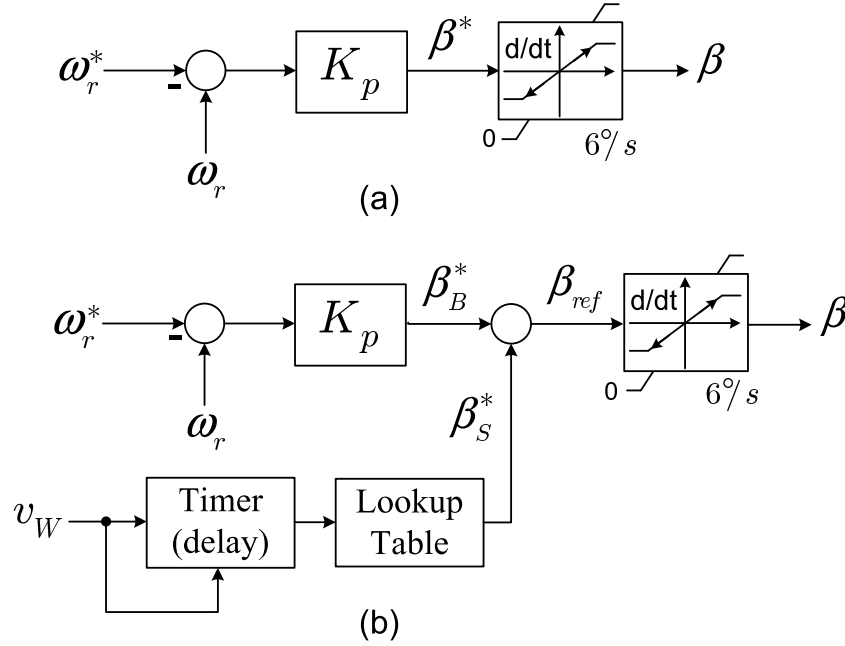 ω*r
-
ωr
Kp
β*
d/dt
0
6°/s
β
(a)
ω*r
-
ωr
Kp
β*B
βref
d/dt
0
6°/s
β
β*S
vW
Timer
(delay)
Lookup
Table
(b)